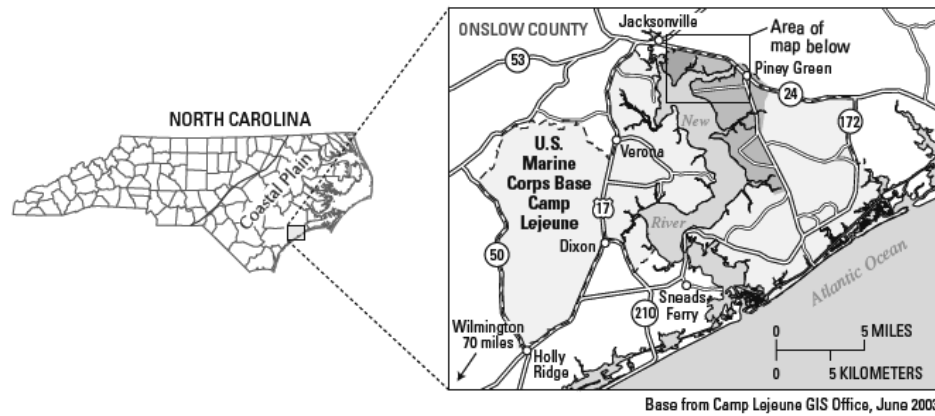 NORTH CAROLINA
Coastal Plain
ONSLOW COUNTY
Jacksonville
Area of
map below
Piney Green
53
24
172
New
U.S.
Marine
Corps Base
Camp
Lejeune
Verona
17
River
Dixon
50
Sneads
Ferry
210
Atlantic Ocean
Wilmington
70 miles
Holly
Ridge
0 5 MILES
0 5 KILOMETERS
Base from Camp Lejeune GIS Office, June 2003